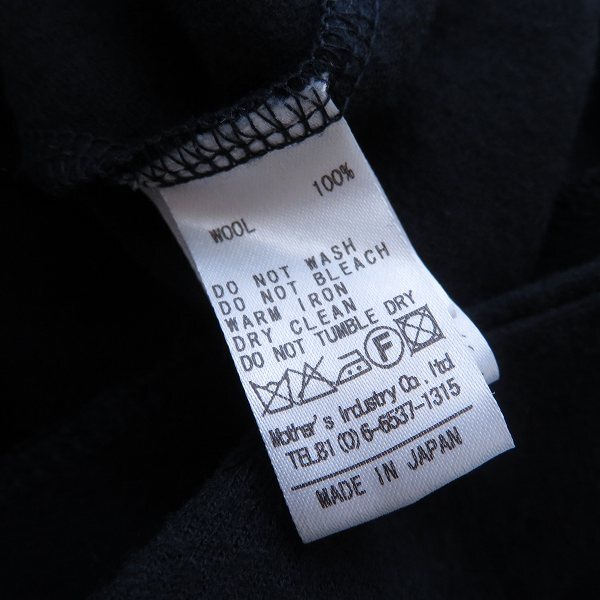 WOOL 100%
DO NOT WASH
DO NOT BLEACH
WARM IRON
DRY CLEAN
DO NOT TUMBLE DRY
F
Mother's Industry Co.,ltd
TEL81(0)6-6537-1315
MADE IN JAPAN